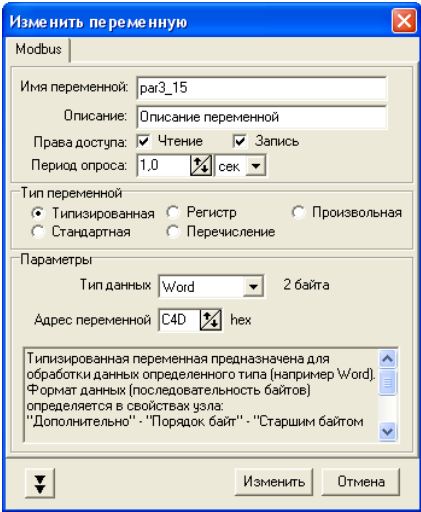 Изменить переменную
Modbus
Имя переменной: par3_15
Описание: Описание переменной
Права доступа: Чтение Запись
Период опроса: 1,0 сек
Тип переменной
Типизированная Регистр Произвольная
Стандартная Перечисление
Параметры
Тип данных Word 2 байта
Адрес переменной C4D hex
Типизированная переменная предназначена для
обработки данных определенного типа (например Word).
Формат данных (последовательность байтов)
определяется в свойствах узла:
"Дополнительно" - "Порядок байт" - "Старшим байтом
Изменить Отмена